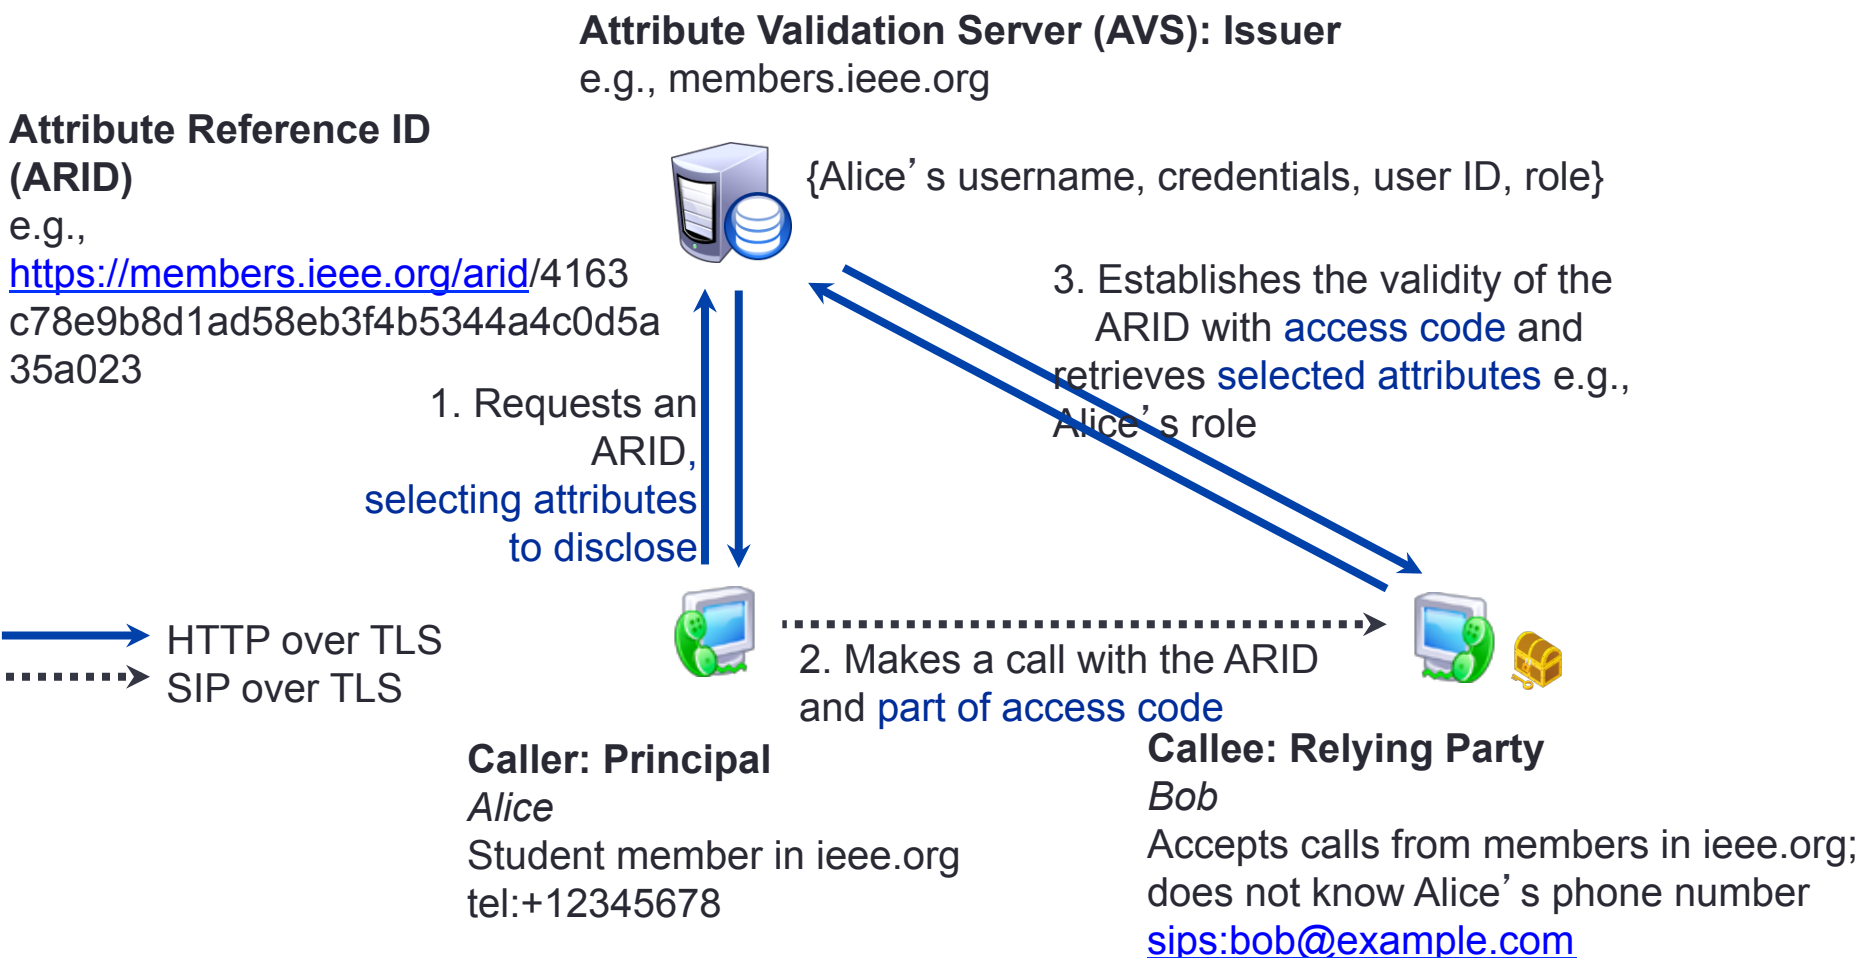 Attribute Validation Server (AVS): Issuer
e.g., members.ieee.org
Attribute Reference ID
(ARID)
e.g.,
https://members.ieee.org/arid/4163
c78e9b8d1ad58eb3f4b5344a4c0d5a
35a023
{Alice’s username, credentials, user ID, role}
1. Requests an
ARID,
selecting attributes
to disclose
3. Establishes the validity of the
ARID with access code and
retrieves selected attributes e.g.,
Alice’s role
HTTP over TLS
SIP over TLS
2. Makes a call with the ARID
and part of access code
Caller: Principal
Alice
Student member in ieee.org
tel:+12345678
Callee: Relying Party
Bob
Accepts calls from members in ieee.org;
does not know Alice’s phone number
sips:bob@example.com